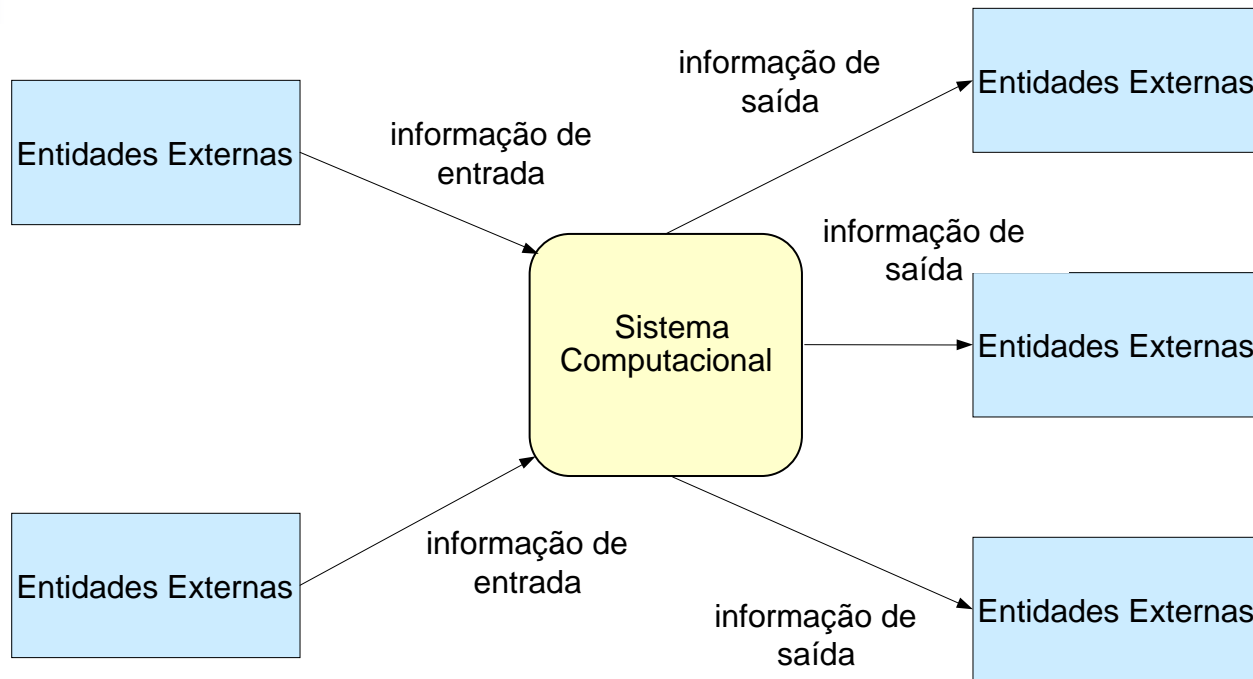 Entidades Externas
informação de
entrada
informação de
saída
Entidades Externas
informação de
saída
Sistema
Computacional
Entidades Externas
Entidades Externas
informação de
entrada
informação de
saída
Entidades Externas